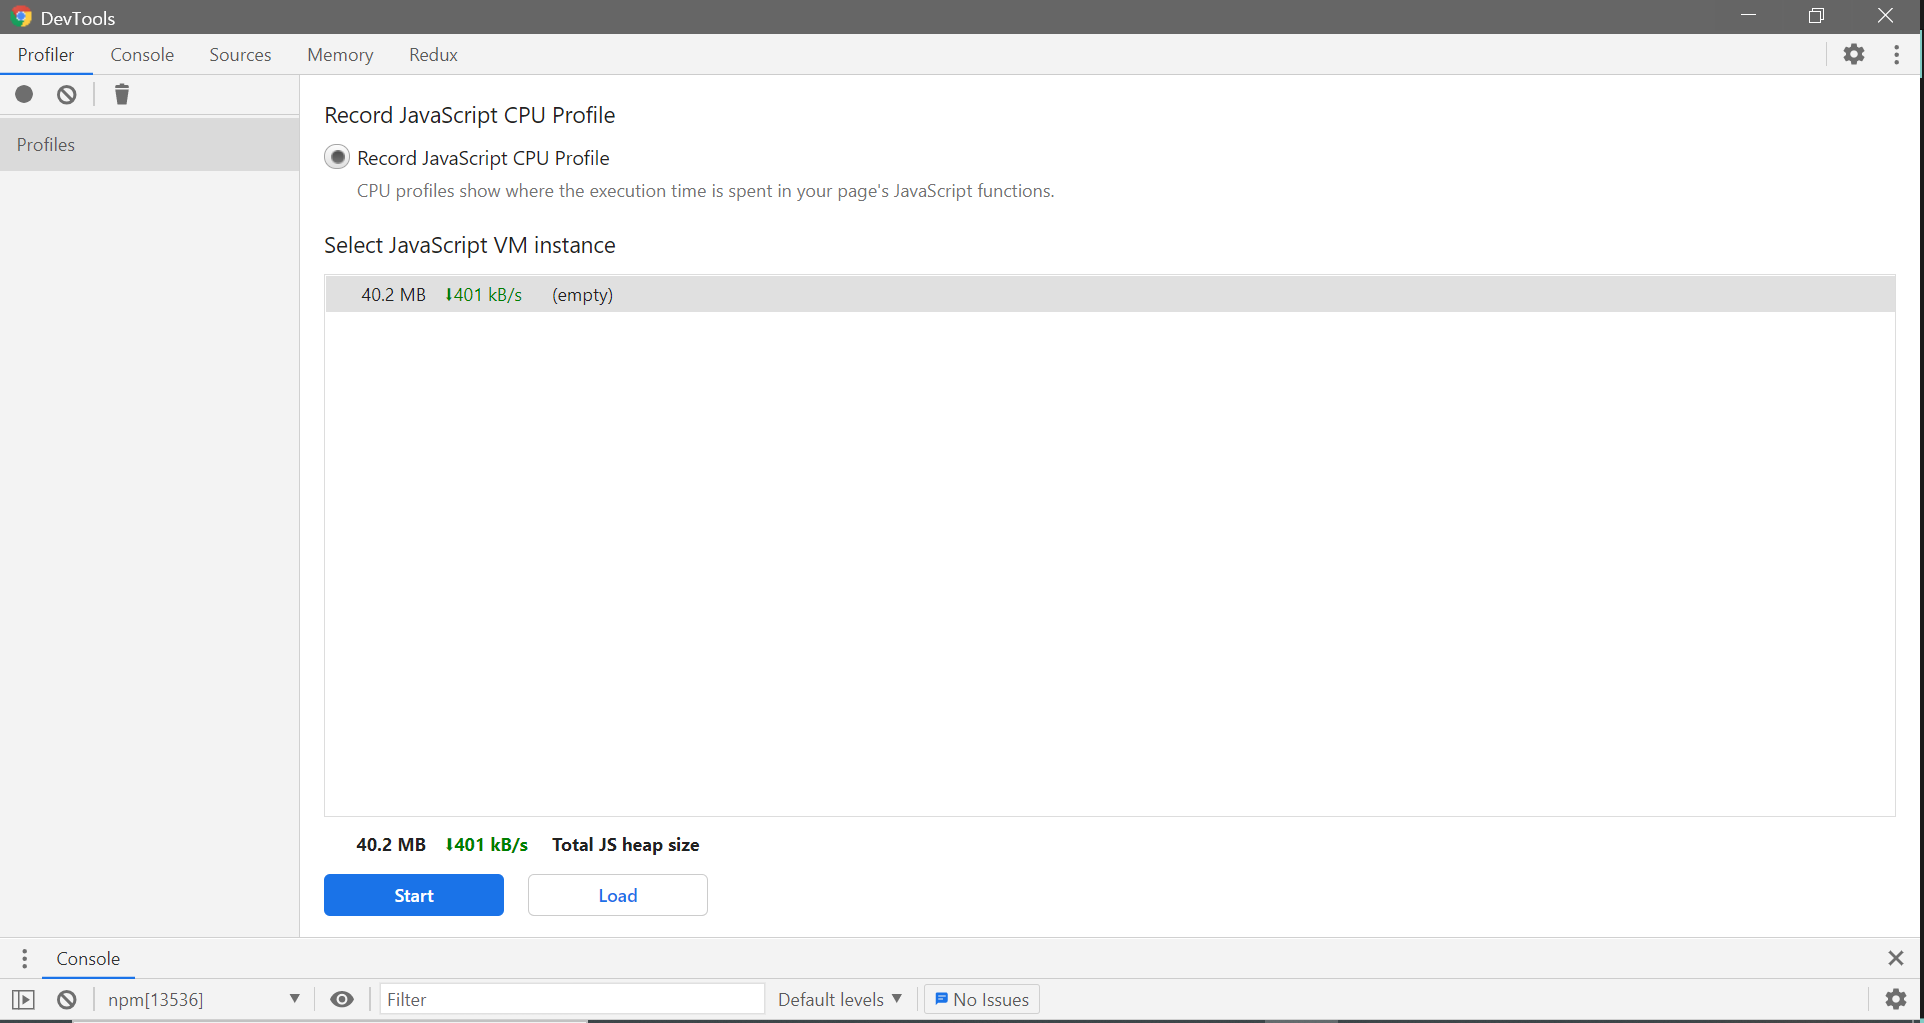 DevTools
Profiler Console Sources Memory Redux
Profiles
Record JavaScript CPU Profile
Record JavaScript CPU Profile
CPU profiles show where the execution time is spent in your page's JavaScript functions.
Select JavaScript VM instance
40.2 MB ⬇401 kB/s (empty)
40.2 MB ⬇401 kB/s Total JS heap size
Start Load
Console
npm[13536] ▼ Filter Default levels ▼ No Issues